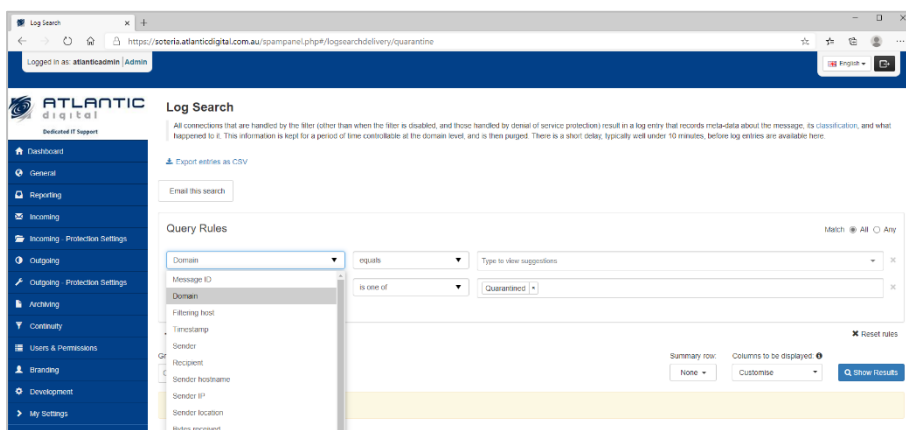 Log Search
https://soteria.atlanticdigital.com.au/spampanel.php#/logsearchdelivery/quarantine
Logged in as: atlanticadmin | Admin
English
ATLANTIC
digital
Dedicated IT Support
Dashboard
General
Reporting
Incoming
Incoming - Protection Settings
Outgoing
Outgoing - Protection Settings
Archiving
Continuity
Users & Permissions
Branding
Development
My Settings
Log Search
All connections that are handled by the filter (other than when the filter is disabled, and those handled by denial of service protection) result in a log entry that records meta-data about the message, its classification, and what
happened to it. This information is kept for a period of time controllable at the domain level, and is then purged. There is a short delay, typically well under 10 minutes, before log entries are available here.
Export entries as CSV
Email this search
Query Rules
Match All Any
Domain equals Type to view suggestions
Message ID
is one of Quarantined
Domain
Filtering host
Timestamp
Reset rules
Sender
Recipient
Summary row: Columns to be displayed:
Sender hostname
None Customise Show Results
Sender IP
Sender location
Bytes received